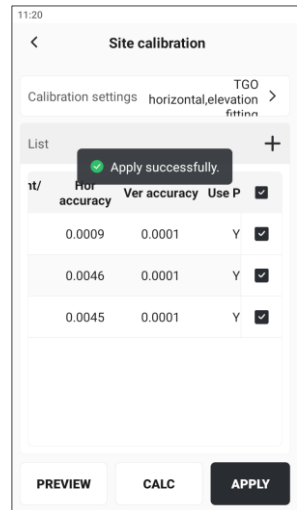 11:20
Site calibration
TGO
Calibration settings horizontal,elevation
fitting
List
Apply successfully.
nt/ Hor accuracy Ver accuracy Use P
0.0009 0.0001 Y
0.0046 0.0001 Y
0.0045 0.0001 Y
PREVIEW CALC APPLY